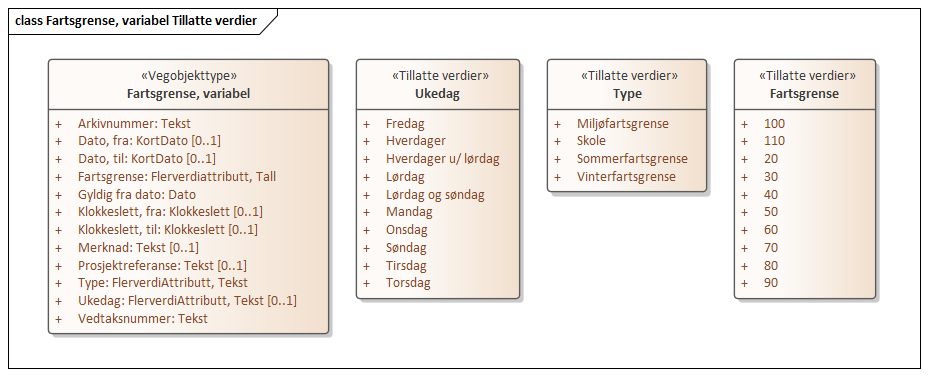 class Fartsgrense, variabel Tillatte verdier
«Vegobjekttype»
Fartsgrense, variabel
+ Arkivnummer: Tekst
+ Dato, fra: KortDato [0..1]
+ Dato, til: KortDato [0..1]
+ Fartsgrense: Flerverdiattributt, Tall
+ Gyldig fra dato: Dato
+ Klokkeslett, fra: Klokkeslett [0..1]
+ Klokkeslett, til: Klokkeslett [0..1]
+ Merknad: Tekst [0..1]
+ Prosjektreferanse: Tekst [0..1]
+ Type: FlerverdiAttributt, Tekst
+ Ukedag: FlerverdiAttributt, Tekst [0..1]
+ Vedtaksnummer: Tekst
«Tillatte verdier»
Ukedag
+ Fredag
+ Hverdager
+ Hverdager u/ lørdag
+ Lørdag
+ Lørdag og søndag
+ Mandag
+ Onsdag
+ Søndag
+ Tirsdag
+ Torsdag
«Tillatte verdier»
Type
+ Miljøfartsgrense
+ Skole
+ Sommerfartsgrense
+ Vinterfartsgrense
«Tillatte verdier»
Fartsgrense
+ 100
+ 110
+ 20
+ 30
+ 40
+ 50
+ 60
+ 70
+ 80
+ 90